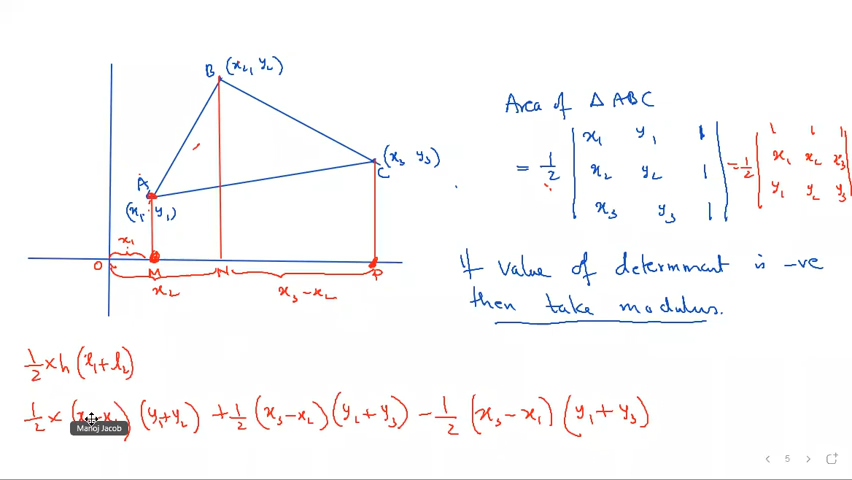 B (x₂, y₂)
A
(x₁, y₁)
C
(x₃ y₃)
x₁
O M N P
x₂ x₃-x₂
Area of Δ ABC
= 1/2 | x₁ y₁ 1 | = 1/2 | 1 1 1 |
| x₂ y₂ 1 | | x₁ x₂ x₃ |
| x₃ y₃ 1 | | y₁ y₂ y₃ |
If value of determinant is -ve
then take modulus.
1/2 × h (l₁ + l₂)
1/2 × (y₁+y₂) + 1/2 (x₃-x₂) (y₂+y₃) - 1/2 (x₃-x₁) (y₁+y₃)
Manoj Jacob
5